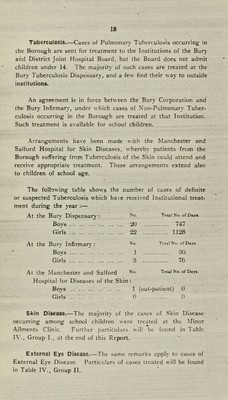 18
Tuberculosis.—Cases of Pulmonary Tuberculosis occurring in
the Borough are sent for treatment to the Institutions of the Bury
and District Joint Hospital Board, but the Board does not admit
children under 14. The majority of such cases are treated at the
Bury Tuberculosis Dispensary, and a few find their way to outside
institutions.
An agreement is in force between the Bury Corporation and
the Bury Infirmary, under which cases of Non-Pulmonary Tuber-
culosis occurring in the Borough are treated at that Institution.
Such treatment is available for school children.
Arrangements have been made with the Manchester and
Salford Hospital for Skin Diseases, whereby patients from the
Borough suffering from Tuberculosis of the Skin could attend and
receive appropriate treatment. These arrangements extend also
to children of school age.
The following table shows the number of cases of definite
or suspected Tuberculosis which have received Institutional treat-
ment during the year :—
At the Bury Dispensary : No. Total No. of Days.
Boys ... ... ... ... ... 20 ............ 747
Girls ... ... ... ... ... 22 ............ 1128
At the Bury Infirmary : No. Total No. of Days.
Boys ... ... ... ... ... 1 ............ 30
Girls ... ... ... ... ... 3 ............ 76
At the Manchester and Salford No. Total No. of Days.
Hospital for Diseases of the Skin :
Boys ... ... ... ... ... 1 (out-patient) 0
Girls ... ... ... ... ... 0 0
Skin Disease.—The majority of the cases of Skin Disease
occurring among school children were treated at the Minor
Ailments Clinic. Further particulars will be found in Table
IV., Group I., at the end of this Report.
External Eye Disease.—The same remarks apply to cases of
External Eye Disease. Particulars of cases treated will be found
in Table IV., Group II.